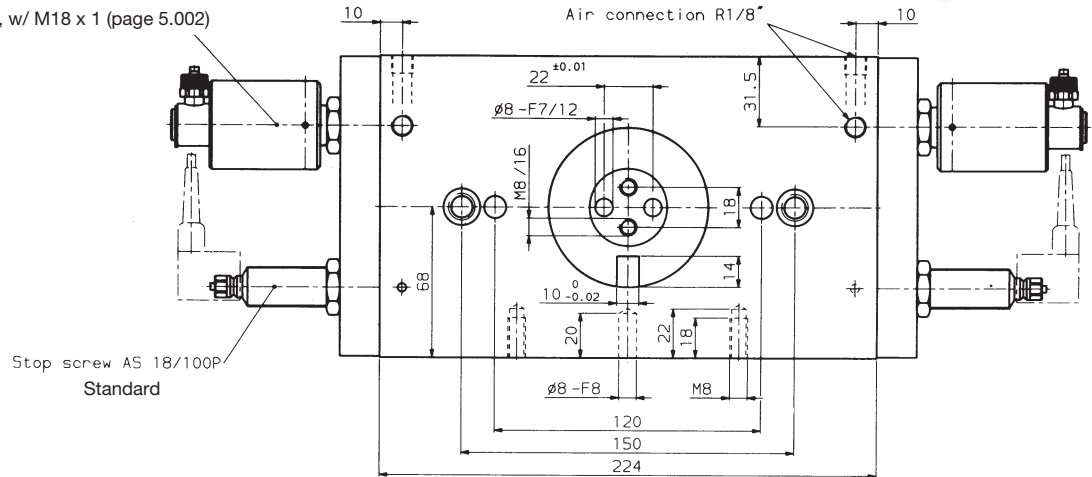 , w/ M18 x 1 (page 5.002)
10
Air connection R1/8"
10
22 ±0.01
31.5
ø8-F7/12
M8/16
18
68
14
10 0 -0.02
20
22
18
Stop screw AS 18/100P
Standard
ø8-F8
M8
120
150
224